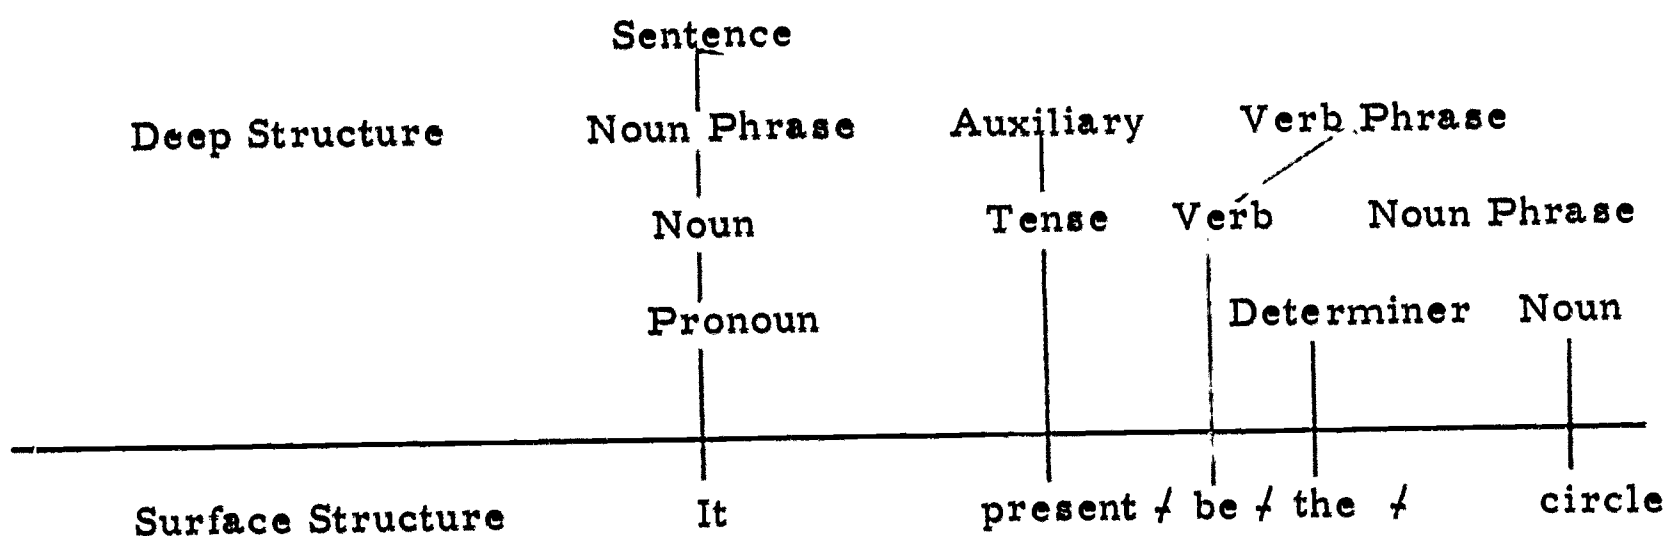 Sentence
Deep Structure Noun Phrase Auxiliary Verb Phrase
Noun Tense Verb Noun Phrase
Pronoun Determiner Noun
Surface Structure It present ≠ be ≠ the ≠ circle